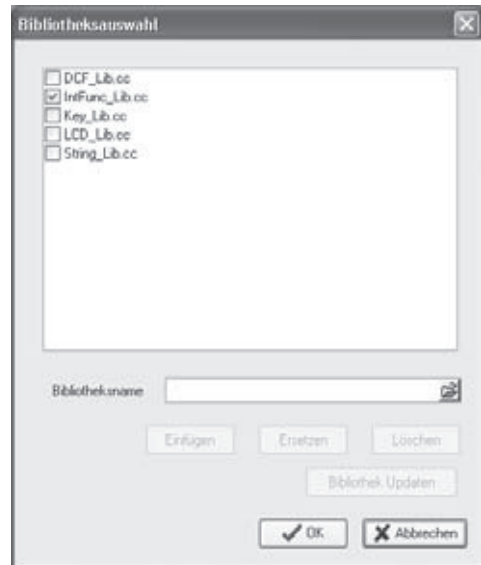 Bibliotheksauswahl
DCF_Lib.cc
IntFunc_Lib.cc
Key_Lib.cc
LCD_Lib.cc
String_Lib.cc
Bibliotheksname
Einfügen Ersetzen Löschen
Bibliothek Updaten
OK Abbrechen